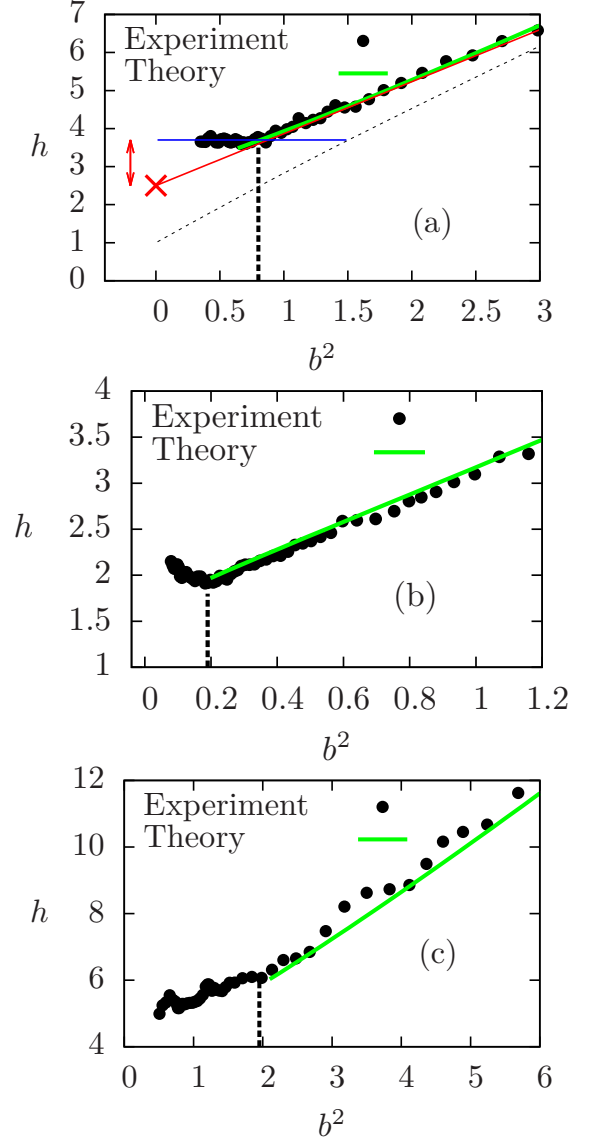 7
6
5
4
3
2
1
0
h
Experiment
Theory
(a)
0 0.5 1 1.5 2 2.5 3
b²
4
3.5
3
2.5
2
1.5
1
h
Experiment
Theory
(b)
0 0.2 0.4 0.6 0.8 1 1.2
b²
12
10
8
6
4
h
Experiment
Theory
(c)
0 1 2 3 4 5 6
b²